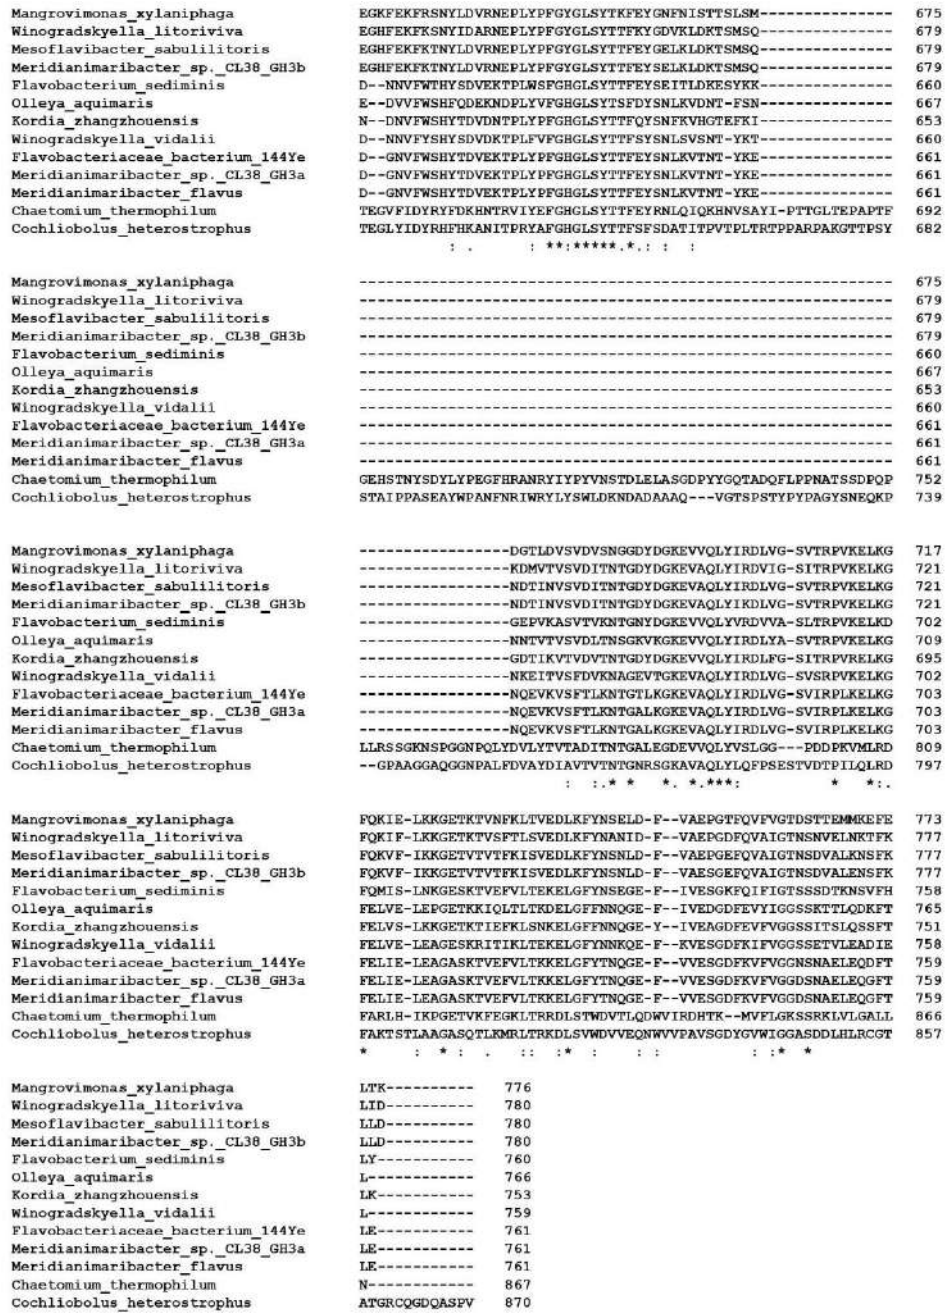 Mangrovimonas_xylaniphaga EGKFEKFRSNYLDVRNEPLYPFGYGLSYTKFEYGNFNISTTSLSM--------------- 675
Winogradskyella_litoriviva EGHFEKFKSNYIDARNEPLYPFGYGLSYTTFKYGDVKLDKTSMSQ--------------- 679
Mesoflavibacter_sabulilitoris EGHFEKFKTNYLDVRNEPLYPFGYGLSYTTFEYGELKLDKTSMSQ--------------- 679
Meridianimaribacter_sp._CL38_GH3b EGHFEKFKTNYLDVRNEPLYPFGYGLSYTTFEYSELKLDKTSMSQ--------------- 679
Flavobacterium_sediminis D--NNVFWTHYSDVEKTPLWSFGHGLSYTTFEYSEITLDKESYKK--------------- 660
Olleya_aquimaris E--DVVFWSHFQDEKNDPLYVFGHGLSYTSFDYSNLKVDNT-FSN--------------- 667
Kordia_zhangzhouensis N--DNVFWSHYTDVDNTPLYPFGHGLSYTTFQYSNFKVHGTEFKI--------------- 653
Winogradskyella_vidalii D--NNVFYSHYSDVDKTPLFVFGHGLSYTTFSYSNLSVSNT-YKT--------------- 660
Flavobacteriaceae_bacterium_144Ye D--GNVFWSHYTDVEKTPLYPFGHGLSYTTFEYSNLKVTNT-YKE--------------- 661
Meridianimaribacter_sp._CL38_GH3a D--GNVFWSHYTDVEKTPLYPFGHGLSYTTFEYSNLKVTNT-YKE--------------- 661
Meridianimaribacter_flavus D--GNVFWSHYTDVEKTPLYPFGHGLSYTTFEYSNLKVTNT-YKE--------------- 661
Chaetomium_thermophilum TEGVFIDYRYFDKHNTRVIYEFGHGLSYTTFEYRNLQIQKHNVSAYI-PTTGLTEPAPTF 692
Cochliobolus_heterostrophus TEGLYIDYRHFHKANITPRYAFGHGLSYTTFSFSDATITPVTPLTRTPPARPAKGTTPSY 682
: . : **:*****.*.: : :
Mangrovimonas_xylaniphaga ------------------------------------------------------------ 675
Winogradskyella_litoriviva ------------------------------------------------------------ 679
Mesoflavibacter_sabulilitoris ------------------------------------------------------------ 679
Meridianimaribacter_sp._CL38_GH3b ------------------------------------------------------------ 679
Flavobacterium_sediminis ------------------------------------------------------------ 660
Olleya_aquimaris ------------------------------------------------------------ 667
Kordia_zhangzhouensis ------------------------------------------------------------ 653
Winogradskyella_vidalii ------------------------------------------------------------ 660
Flavobacteriaceae_bacterium_144Ye ------------------------------------------------------------ 661
Meridianimaribacter_sp._CL38_GH3a ------------------------------------------------------------ 661
Meridianimaribacter_flavus ------------------------------------------------------------ 661
Chaetomium_thermophilum GEHSTNYSDYLYPEGFHRANRYIYPYVNSTDLELASGDPYYGQTADQFLPPNATSSDPQP 752
Cochliobolus_heterostrophus STAIPPASEAYWPANFNRIWRYLYSWLDKNDADAAAQ---VGTSPSTYPYPAGYSNEQKP 739
Mangrovimonas_xylaniphaga -----------------DGTLDVSVDVSNGGDYDGKEVVQLYIRDLVG-SVTRPVKELKG 717
Winogradskyella_litoriviva -----------------KDMVTVSVDITNTGDYDGKEVAQLYIRDVIG-SITRPVKELKG 721
Mesoflavibacter_sabulilitoris -----------------NDTINVSVDITNTGDYDGKEVAQLYIRDLVG-SVTRPVKELKG 721
Meridianimaribacter_sp._CL38_GH3b -----------------NDTINVSVDITNTGDYDGKEVAQLYIRDLVG-SVTRPVKELKG 721
Flavobacterium_sediminis -----------------GEPVKASVTVKNTGNYDGKEVVQLYVRDVVA-SLTRPVKELKD 702
Olleya_aquimaris -----------------NNTVTVSVDLTNSGKVKGKEVVQLYIRDLYA-SVTRPVKELKG 709
Kordia_zhangzhouensis -----------------GDTIKVTVDVTNTGDYDGKEVVQLYIRDLFG-SITRPVRELKG 695
Winogradskyella_vidalii -----------------NKEITVSFDVKNAGEVTGKEVVQLYIRDLVG-SVSRPVKELKG 702
Flavobacteriaceae_bacterium_144Ye -----------------NQEVKVSFTLKNTGTLKGKEVAQLYIRDLVG-SVIRPLKELKG 703
Meridianimaribacter_sp._CL38_GH3a -----------------NQEVKVSFTLKNTGALKGKEVAQLYIRDLVG-SVIRPLKELKG 703
Meridianimaribacter_flavus -----------------NQEVKVSFTLKNTGALKGKEVAQLYIRDLVG-SVIRPLKELKG 703
Chaetomium_thermophilum LLRSSGKNSPGGNPQLYDVLYTVTADITNTGALEGDEVVQLYVSLGG---PDDPKVMLRD 809
Cochliobolus_heterostrophus --GPAAGGAQGGNPALFDVAYDIAVTVTNTGNRSGKAVAQLYLQFPSESTVDTPILQLRD 797
: :.* * *. *.***: * *:.
Mangrovimonas_xylaniphaga FQKIE-LKKGETKTVNFKLTVEDLKFYNSELD-F--VAEPGTFQVFVGTDSTTEMMKEFE 773
Winogradskyella_litoriviva FQKIF-LKKGETKTVSFTLSVEDLKFYNANID-F--VAEPGDFQVAIGTNSNVELNKTFK 777
Mesoflavibacter_sabulilitoris FQKVF-IKKGETVTVTFKISVEDLKFYNSNLD-F--VAEPGEFQVAIGTNSDVALKNSFK 777
Meridianimaribacter_sp._CL38_GH3b FQKVF-IKKGETVTVTFKISVEDLKFYNSNLD-F--VAESGEFQVAIGTNSDVALENSFK 777
Flavobacterium_sediminis FQMIS-LNKGESKTVEFVLTEKELGFYNSEGE-F--IVESGKFQIFIGTSSSDTKNSVFH 758
Olleya_aquimaris FELVE-LEPGETKKIQLTLTKDELGFFNNQGE-F--IVEDGDFEVYIGGSSKTTLQDKFT 765
Kordia_zhangzhouensis FELVS-LKKGETKTIEFKLSNKELGFFNNQGE-Y--IVEAGDFEVFVGGSSITSLQSSFT 751
Winogradskyella_vidalii FELVE-LEAGESKRITIKLTEKELGFYNNKQE-F--KVESGDFKIFVGGSSETVLEADIE 758
Flavobacteriaceae_bacterium_144Ye FELIE-LEAGASKTVEFVLTKKELGFYTNQGE-F--VVESGDFKVFVGGNSNAELEQDFT 759
Meridianimaribacter_sp._CL38_GH3a FELIE-LEAGASKTVEFVLTKKELGFYTNQGE-F--VVESGDFKVFVGGDSNAELEQGFT 759
Meridianimaribacter_flavus FELIE-LEAGASKTVEFVLTKKELGFYTNQGE-F--VVESGDFKVFVGGDSNAELEQGFT 759
Chaetomium_thermophilum FARLH-IKPGETVKFEGKLTRRDLSTWDVTLQDWVIRDHTK--MVFLGKSSRKLVLGALL 866
Cochliobolus_heterostrophus FAKTSTLAAGASQTLKMRLTRKDLSVWDVVEQNWVVPAVSGDYGVWIGGASDDLHLRCGT 857
* : * : . :: :* : : : : :* *
Mangrovimonas_xylaniphaga LTK---------- 776
Winogradskyella_litoriviva LID---------- 780
Mesoflavibacter_sabulilitoris LLD---------- 780
Meridianimaribacter_sp._CL38_GH3b LLD---------- 780
Flavobacterium_sediminis LY----------- 760
Olleya_aquimaris L------------ 766
Kordia_zhangzhouensis LK----------- 753
Winogradskyella_vidalii L------------ 759
Flavobacteriaceae_bacterium_144Ye LE----------- 761
Meridianimaribacter_sp._CL38_GH3a LE----------- 761
Meridianimaribacter_flavus LE----------- 761
Chaetomium_thermophilum N------------ 867
Cochliobolus_heterostrophus ATGRCQGDQASPV 870